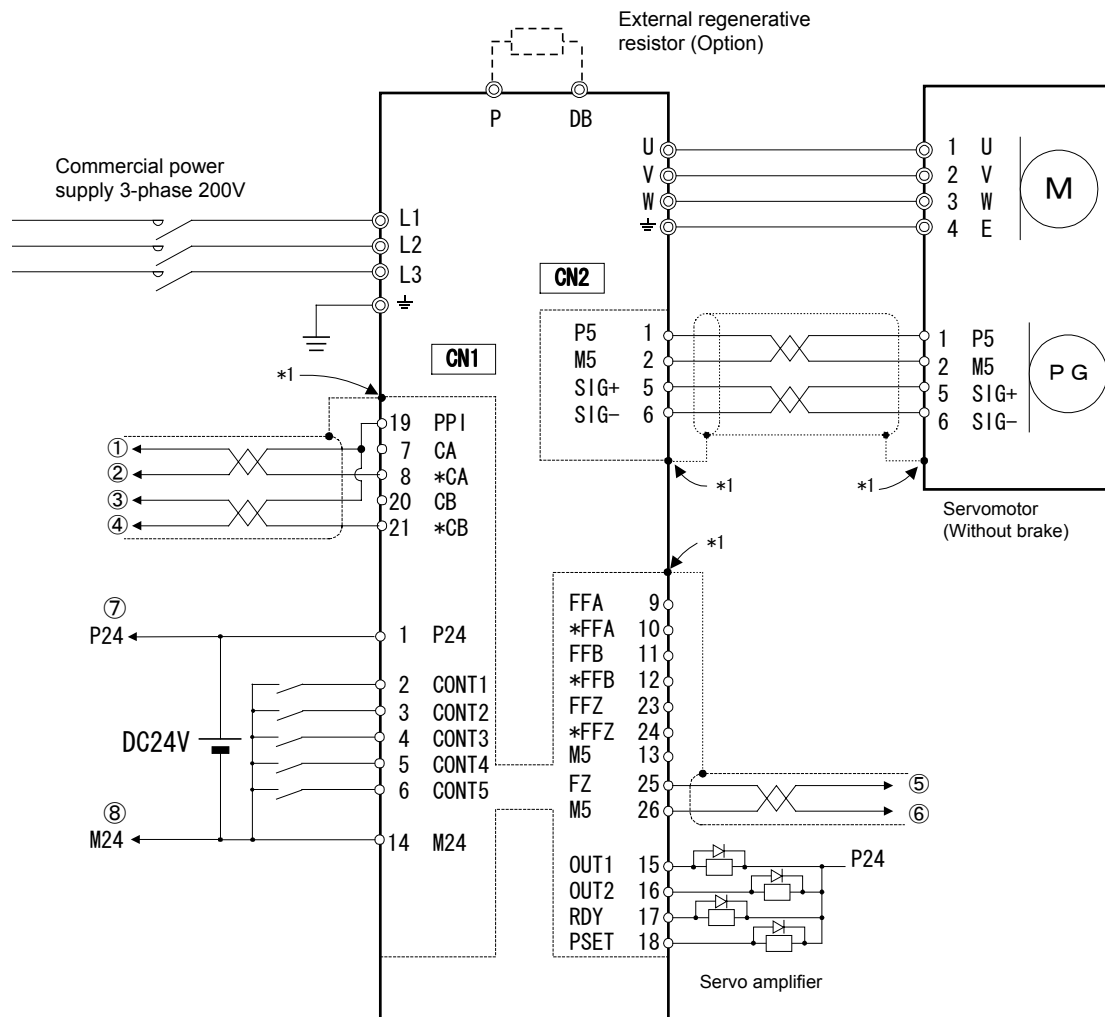 External regenerative
resistor (Option)
P DB
Commercial power
supply 3-phase 200V
L1
L2
L3
U
V
W
1 U
2 V
3 W
4 E
M
CN2
P5 1
M5 2
SIG+ 5
SIG- 6
1 P5
2 M5
5 SIG+
6 SIG-
PG
*1
*1
Servomotor
(Without brake)
CN1
*1
19 PPI
① 7 CA
② 8 *CA
③ 20 CB
④ 21 *CB
*1
⑦
P24 1 P24
2 CONT1
3 CONT2
4 CONT3
5 CONT4
6 CONT5
DC24V
⑧
M24 14 M24
FFA 9
*FFA 10
FFB 11
*FFB 12
FFZ 23
*FFZ 24
M5 13
FZ 25 ⑤
M5 26 ⑥
OUT1 15 P24
OUT2 16
RDY 17
PSET 18
Servo amplifier